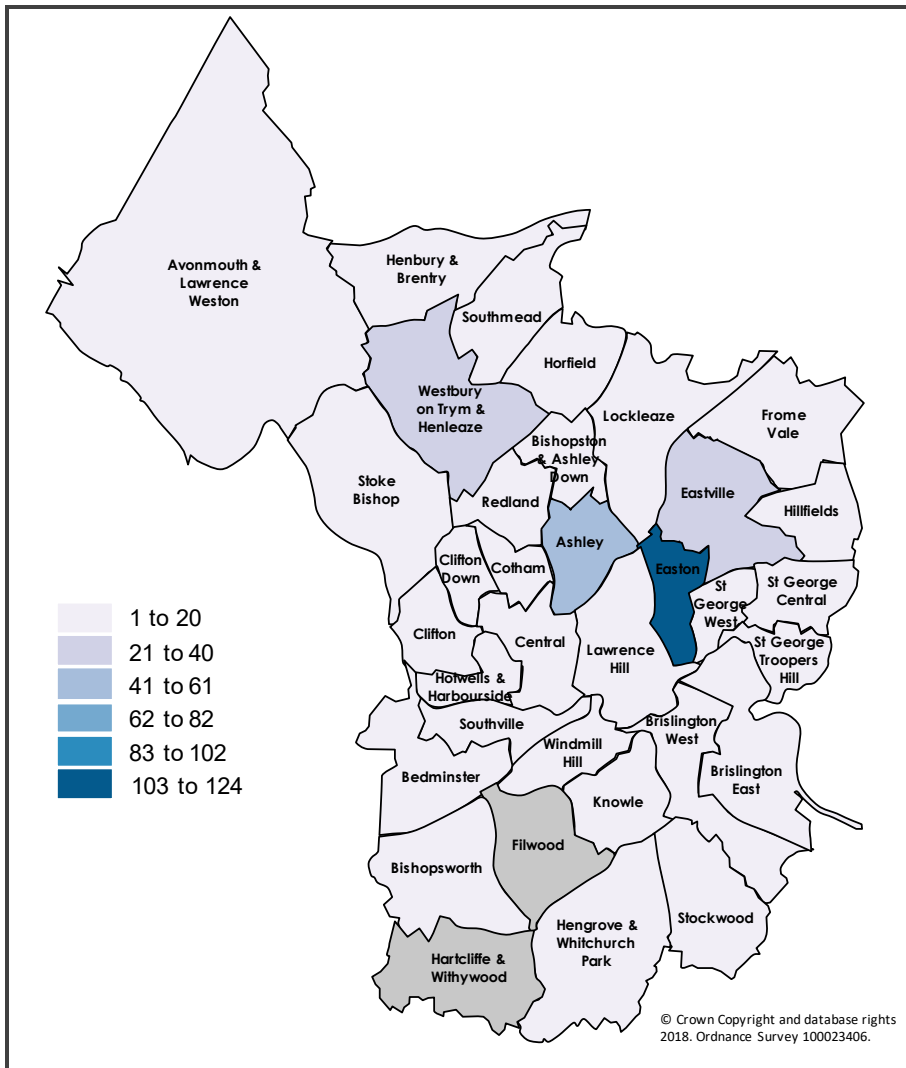 Avonmouth &
Lawrence
Weston
Henbury &
Brentry
Southmead
Horfield
Westbury
on Trym &
Henleaze
Lockleaze
Frome
Vale
Bishopston
& Ashley
Down
Stoke
Bishop
Redland
Eastville
Hillfields
Ashley
Clifton
Down
Cotham
Easton
St
George
West
St George
Central
Clifton
Central
Lawrence
Hill
St George
Troopers
Hill
Hotwells &
Harbourside
Southville
Windmill
Hill
Brislington
West
Brislington
East
Bedminster
Knowle
Filwood
Bishopsworth
Stockwood
Hengrove &
Whitchurch
Park
Hartcliffe &
Withywood
1 to 20
21 to 40
41 to 61
62 to 82
83 to 102
103 to 124
© Crown Copyright and database rights
2018. Ordnance Survey 100023406.